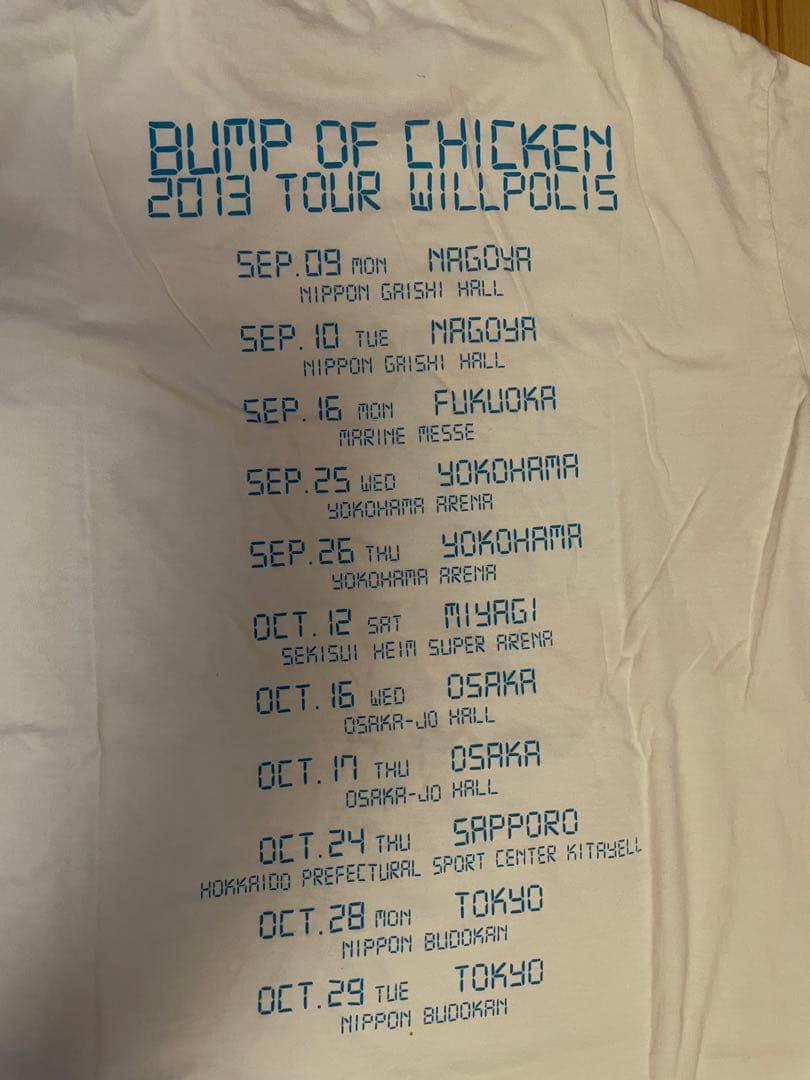 BUMP OF CHICKEN
2013 TOUR WILLPOLIS
SEP.09 MON NAGOYA
NIPPON GAISHI HALL
SEP.10 TUE NAGOYA
NIPPON GAISHI HALL
SEP.16 MON FUKUOKA
MARINE MESSE
SEP.25 WED YOKOHAMA
YOKOHAMA ARENA
SEP.26 THU YOKOHAMA
YOKOHAMA ARENA
OCT.12 SAT MIYAGI
SEKISUI HEIM SUPER ARENA
OCT.16 WED OSAKA
OSAKA-JO HALL
OCT.17 THU OSAKA
OSAKA-JO HALL
OCT.24 THU SAPPORO
HOKKAIDO PREFECTURAL SPORT CENTER KITAYELL
OCT.28 MON TOKYO
NIPPON BUDOKAN
OCT.29 TUE TOKYO
NIPPON BUDOKAN